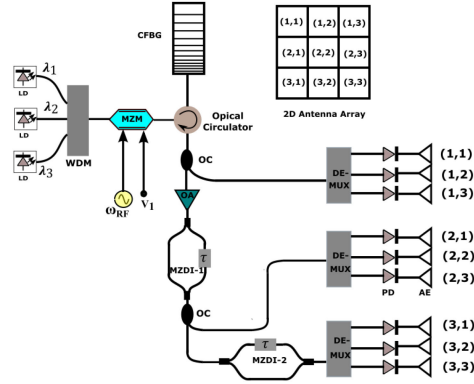 CFBG
(1,1) (1,2) (1,3)
(2,1) (2,2) (2,3)
(3,1) (3,2) (3,3)
2D Antenna Array
λ1
LD
λ2
LD
λ3
LD
WDM
MZM
Opical
Circulator
ωRF
V1
OC
OA
DE-
MUX
(1,1)
(1,2)
(1,3)
MZDI-1
τ
DE-
MUX
(2,1)
(2,2)
(2,3)
PD
AE
OC
τ
MZDI-2
DE-
MUX
(3,1)
(3,2)
(3,3)